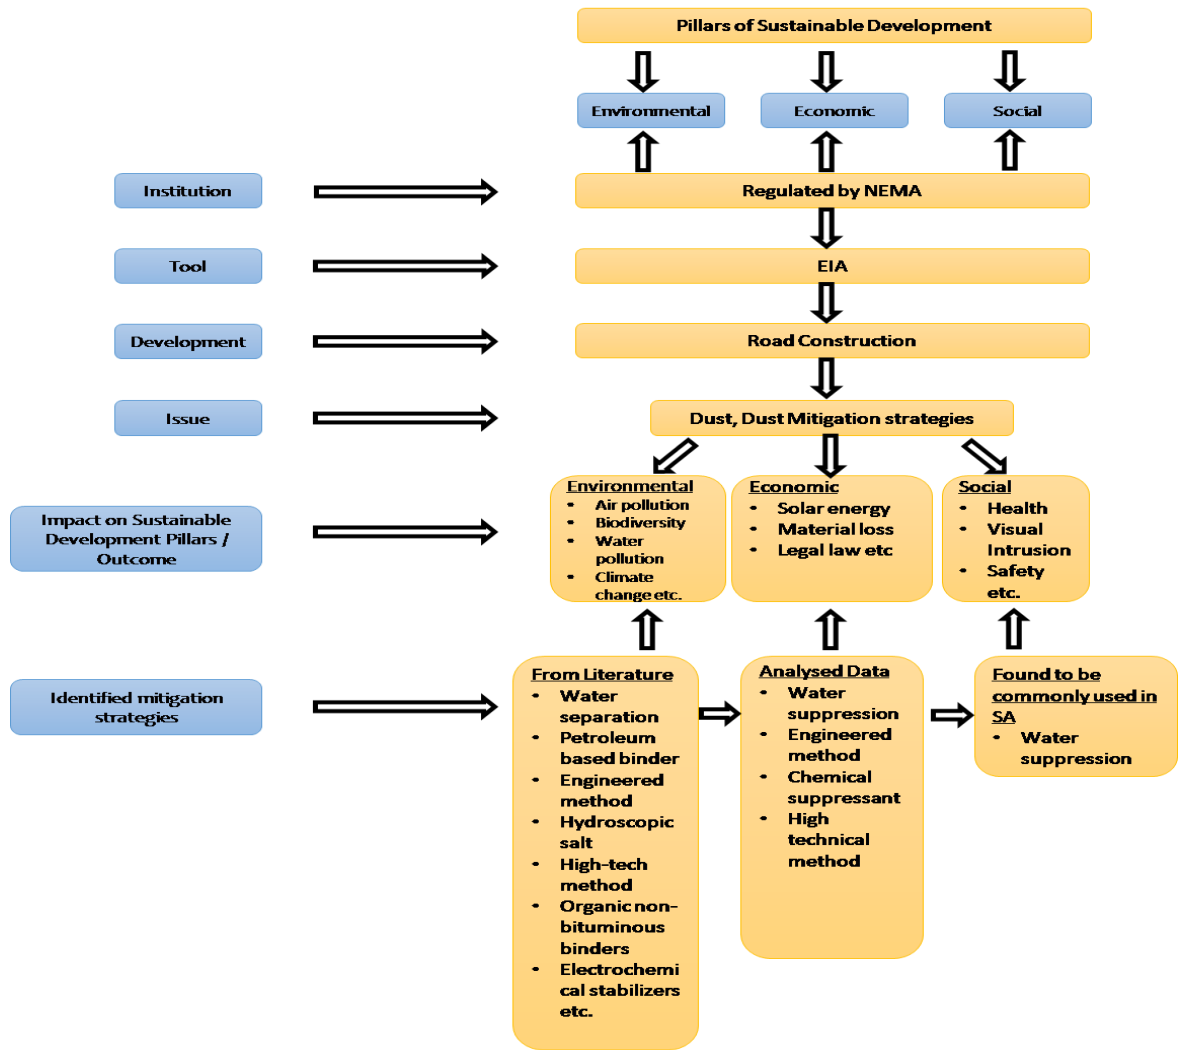 Pillars of Sustainable Development
Environmental
Economic
Social
Institution
Regulated by NEMA
Tool
EIA
Development
Road Construction
Issue
Dust, Dust Mitigation strategies
Impact on Sustainable
Development Pillars /
Outcome
Environmental
• Air pollution
• Biodiversity
• Water
pollution
• Climate
change etc.
Economic
• Solar energy
• Material loss
• Legal law etc
Social
• Health
• Visual
Intrusion
• Safety
etc.
Identified mitigation
strategies
From Literature
• Water
separation
• Petroleum
based binder
• Engineered
method
• Hydroscopic
salt
• High-tech
method
• Organic non-
bituminous
binders
• Electrochemi
cal stabilizers
etc.
Analysed Data
• Water
suppression
• Engineered
method
• Chemical
suppressant
• High
technical
method
Found to be
commonly used in
SA
• Water
suppression